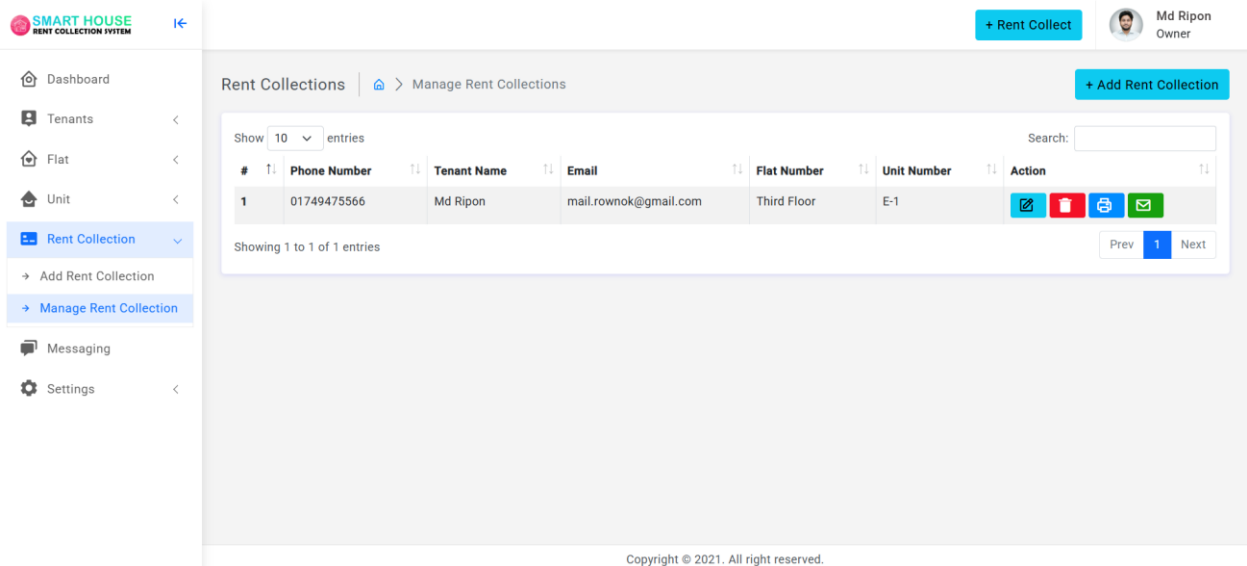 SMART HOUSE
RENT COLLECTION SYSTEM
+ Rent Collect
Md Ripon
Owner
Dashboard
Tenants
Flat
Unit
Rent Collection
Add Rent Collection
Manage Rent Collection
Messaging
Settings
Rent Collections
Manage Rent Collections
+ Add Rent Collection
Show 10 entries
Search:
# Phone Number Tenant Name Email Flat Number Unit Number Action
1 01749475566 Md Ripon mail.rownok@gmail.com Third Floor E-1
Showing 1 to 1 of 1 entries
Prev 1 Next
Copyright © 2021. All right reserved.